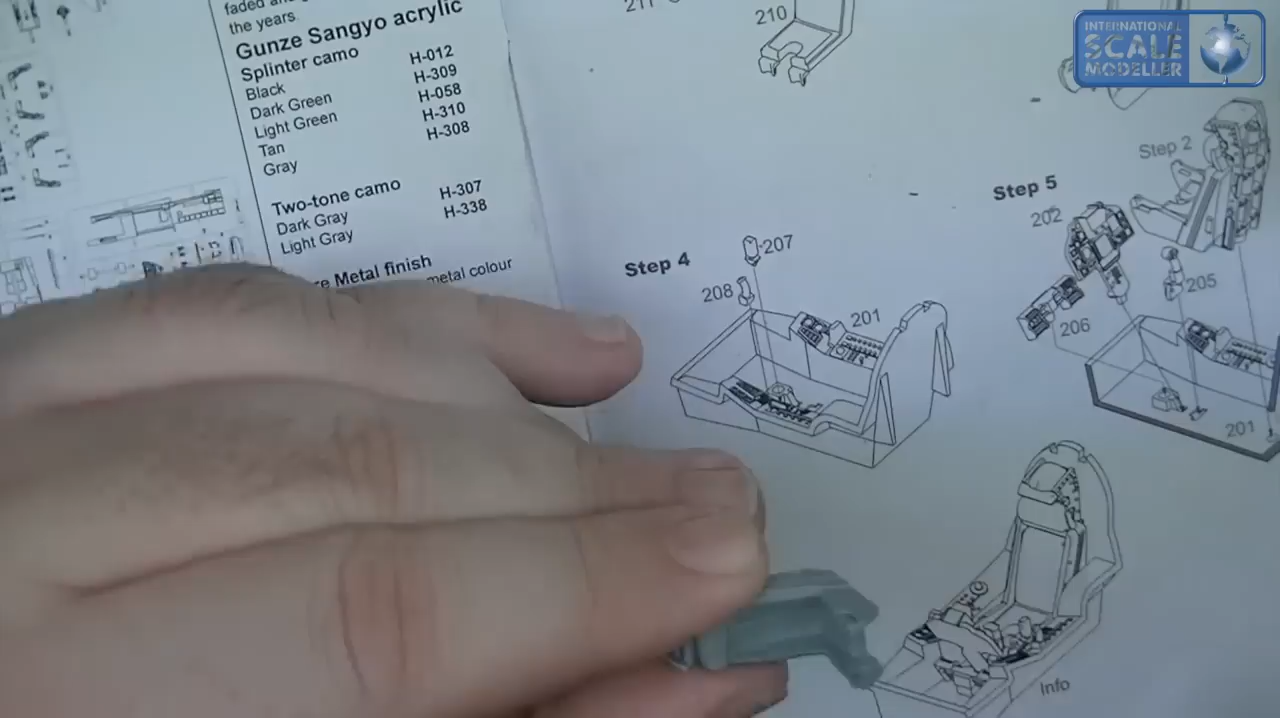 faded and
the years
Gunze Sangyo acrylic
Splinter camo
Black H-012
Dark Green H-309
Light Green H-058
Tan H-310
Gray H-308
Two-tone camo
Dark Gray H-307
Light Gray H-338
Metal finish
metal colour
211
210
Step 4
207
208
201
Step 5
202
Step 2
205
206
201
Info
INTERNATIONAL
SCALE
MODELLER